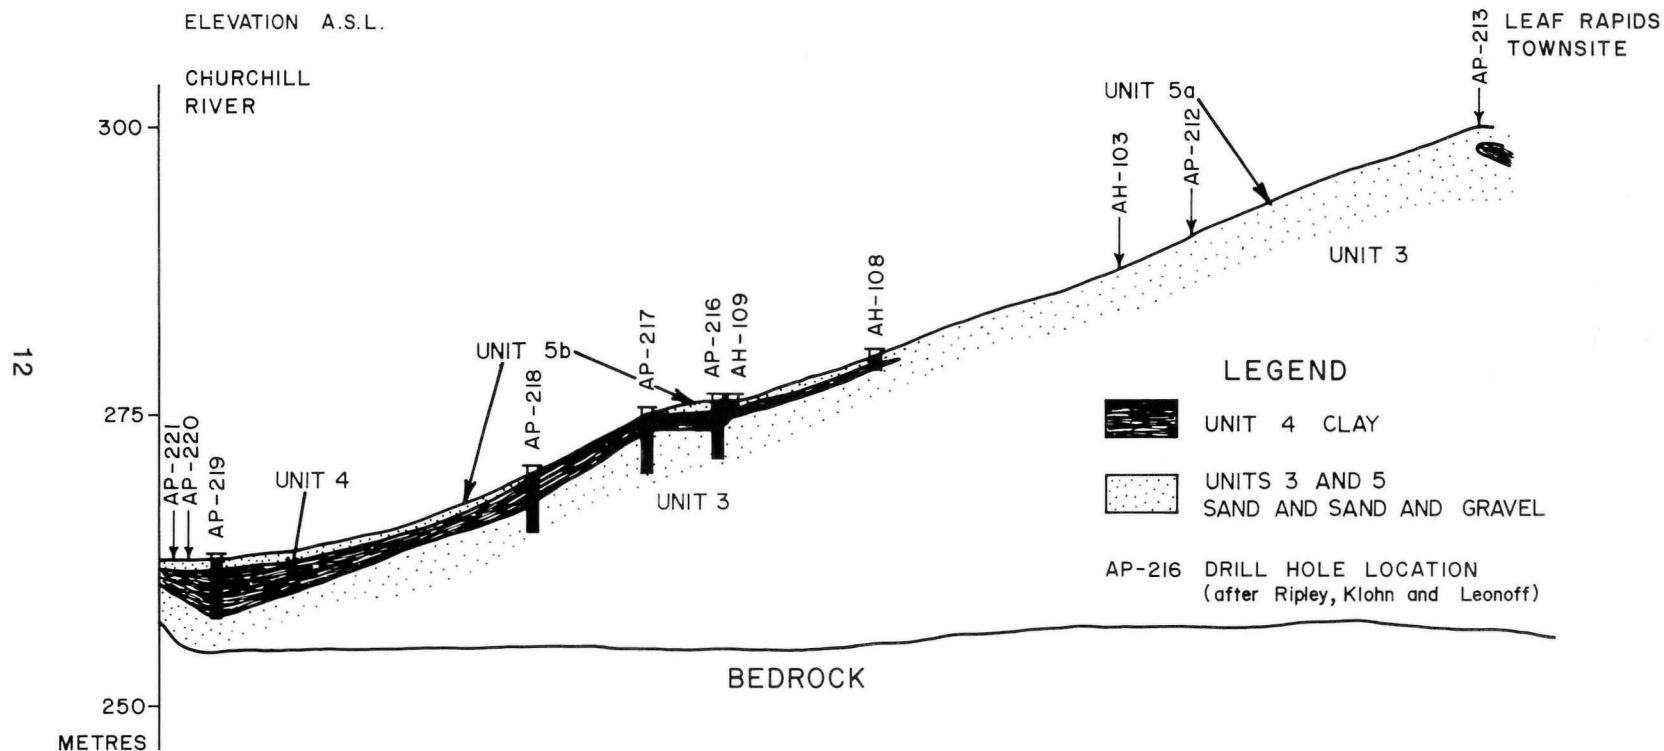 ELEVATION A.S.L.
CHURCHILL
RIVER
LEAF RAPIDS
TOWNSITE
AP-213
UNIT 5a
300
AP-212
AH-103
UNIT 3
AH-108
AP-216
AH-109
AP-217
UNIT 5b
12
AP-218
275
AP-221
AP-220
AP-219
UNIT 4
UNIT 3
LEGEND
UNIT 4 CLAY
UNITS 3 AND 5
SAND AND SAND AND GRAVEL
AP-216 DRILL HOLE LOCATION
(after Ripley, Klohn and Leonoff)
BEDROCK
250
METRES